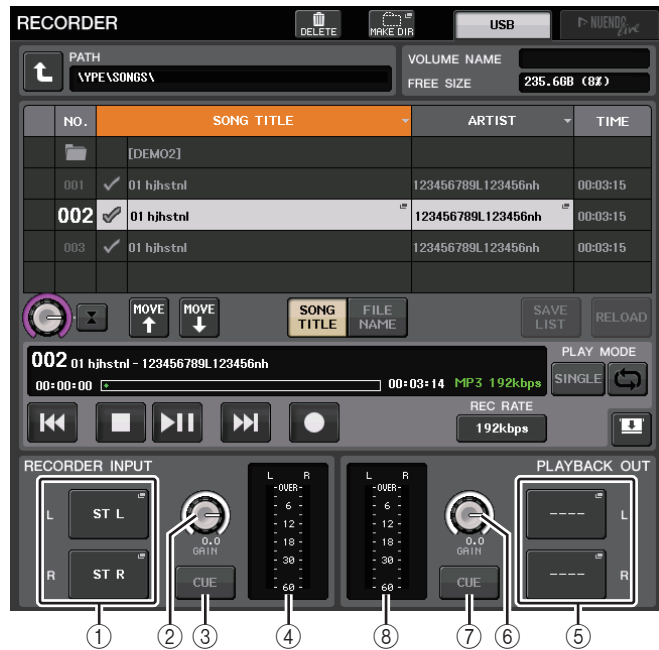 RECORDER
DELETE
MAKE DIR
USB
NUENDO Live
PATH
\YPE\SONGS\
VOLUME NAME
FREE SIZE
235.6GB (8%)
NO.
SONG TITLE
ARTIST
TIME
[DEMO2]
001 01 hjhstnl 123456789L123456nh 00:03:15
002 01 hjhstnl 123456789L123456nh 00:03:15
003 01 hjhstnl 123456789L123456nh 00:03:15
MOVE
MOVE
SONG TITLE
FILE NAME
SAVE LIST
RELOAD
002 01 hjhstnl - 123456789L123456nh
00:00:00
00:03:14 MP3 192kbps
PLAY MODE
SINGLE
REC RATE
192kbps
RECORDER INPUT
L
ST L
R
ST R
0.0
GAIN
CUE
L R
-OVER-
- 6 -
- 12 -
- 18 -
- 30 -
- 60 -
L R
-OVER-
- 6 -
- 12 -
- 18 -
- 30 -
- 60 -
0.0
GAIN
CUE
PLAYBACK OUT
----
L
----
R
① ② ③ ④ ⑧ ⑦ ⑥ ⑤